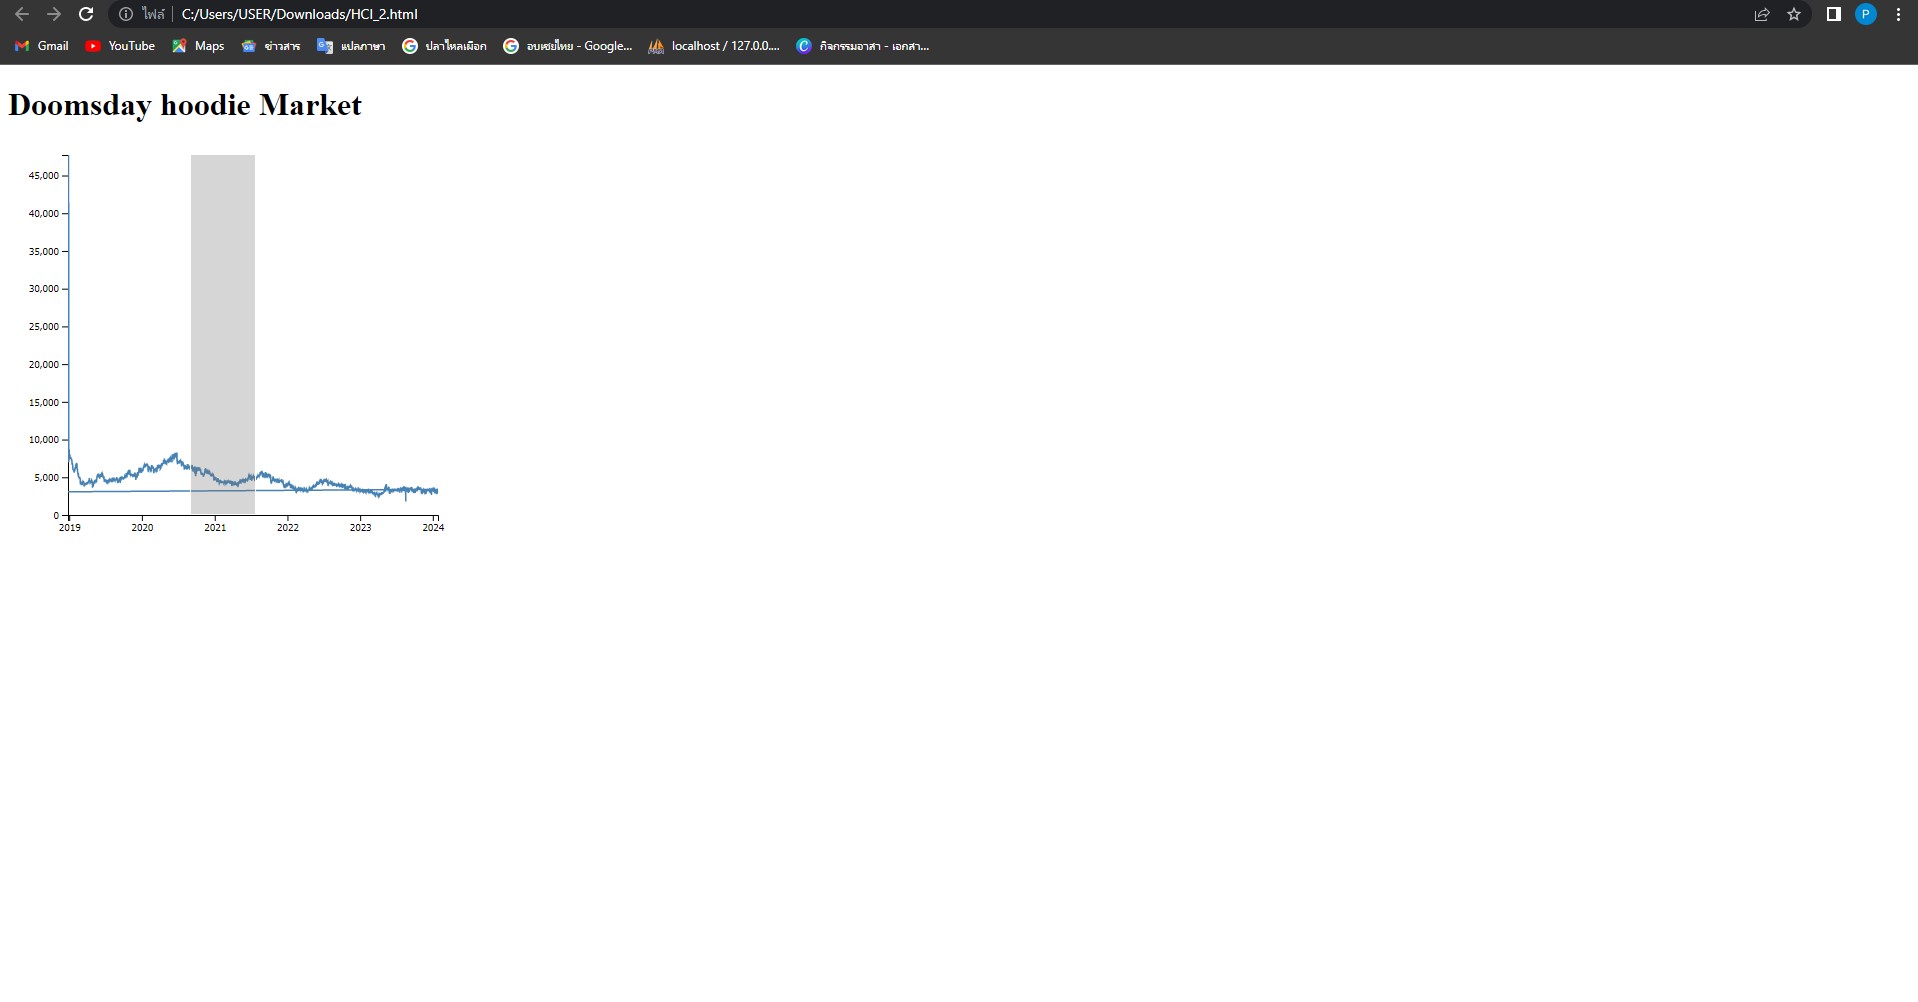 ไฟล์ C:/Users/USER/Downloads/HCI_2.html
P
Gmail YouTube Maps ข่าวสาร แปลภาษา ปลาไหลเผือก อบเชยไทย - Google... localhost / 127.0.0.... กิจกรรมอาสา - เอกสา...
Doomsday hoodie Market
45,000
40,000
35,000
30,000
25,000
20,000
15,000
10,000
5,000
0
2019 2020 2021 2022 2023 2024